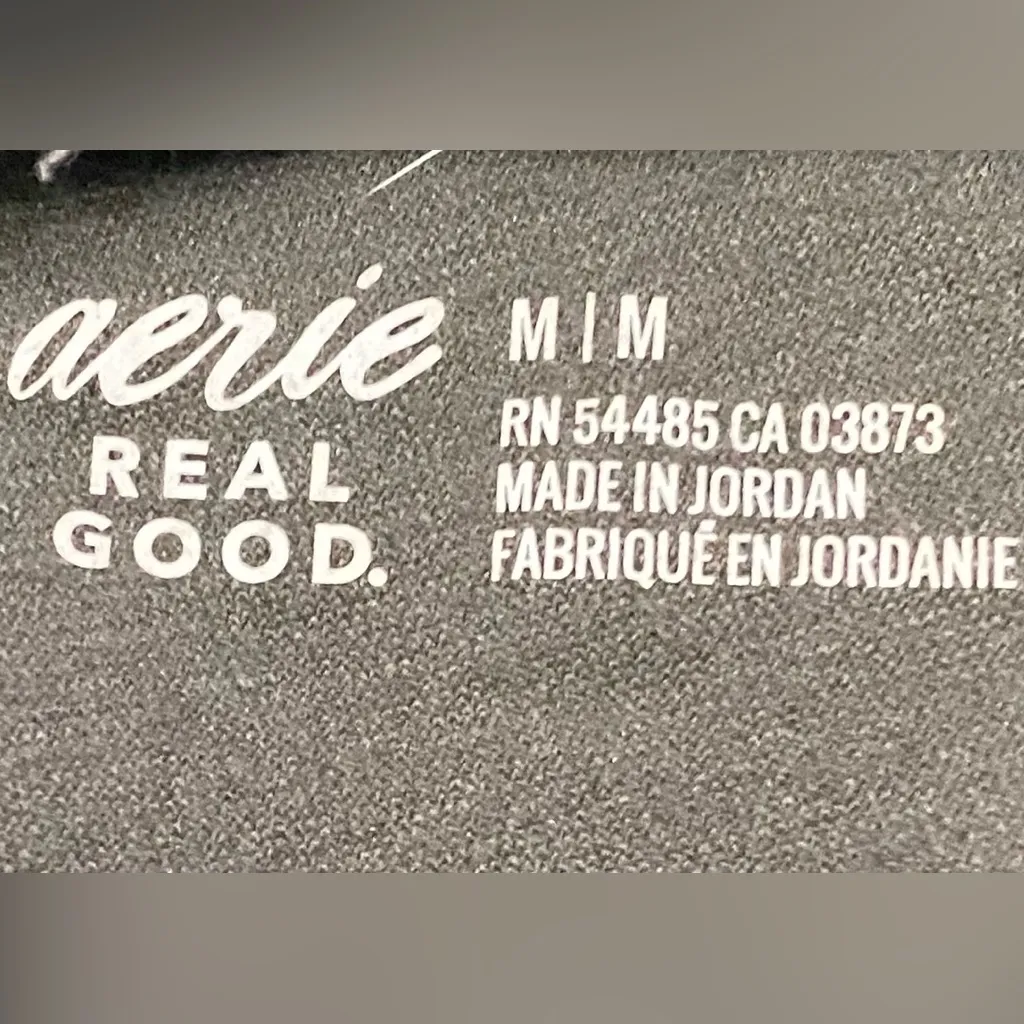 aerie
REAL
GOOD.
M | M
RN 54485 CA 03873
MADE IN JORDAN
FABRIQUÉ EN JORDANIE